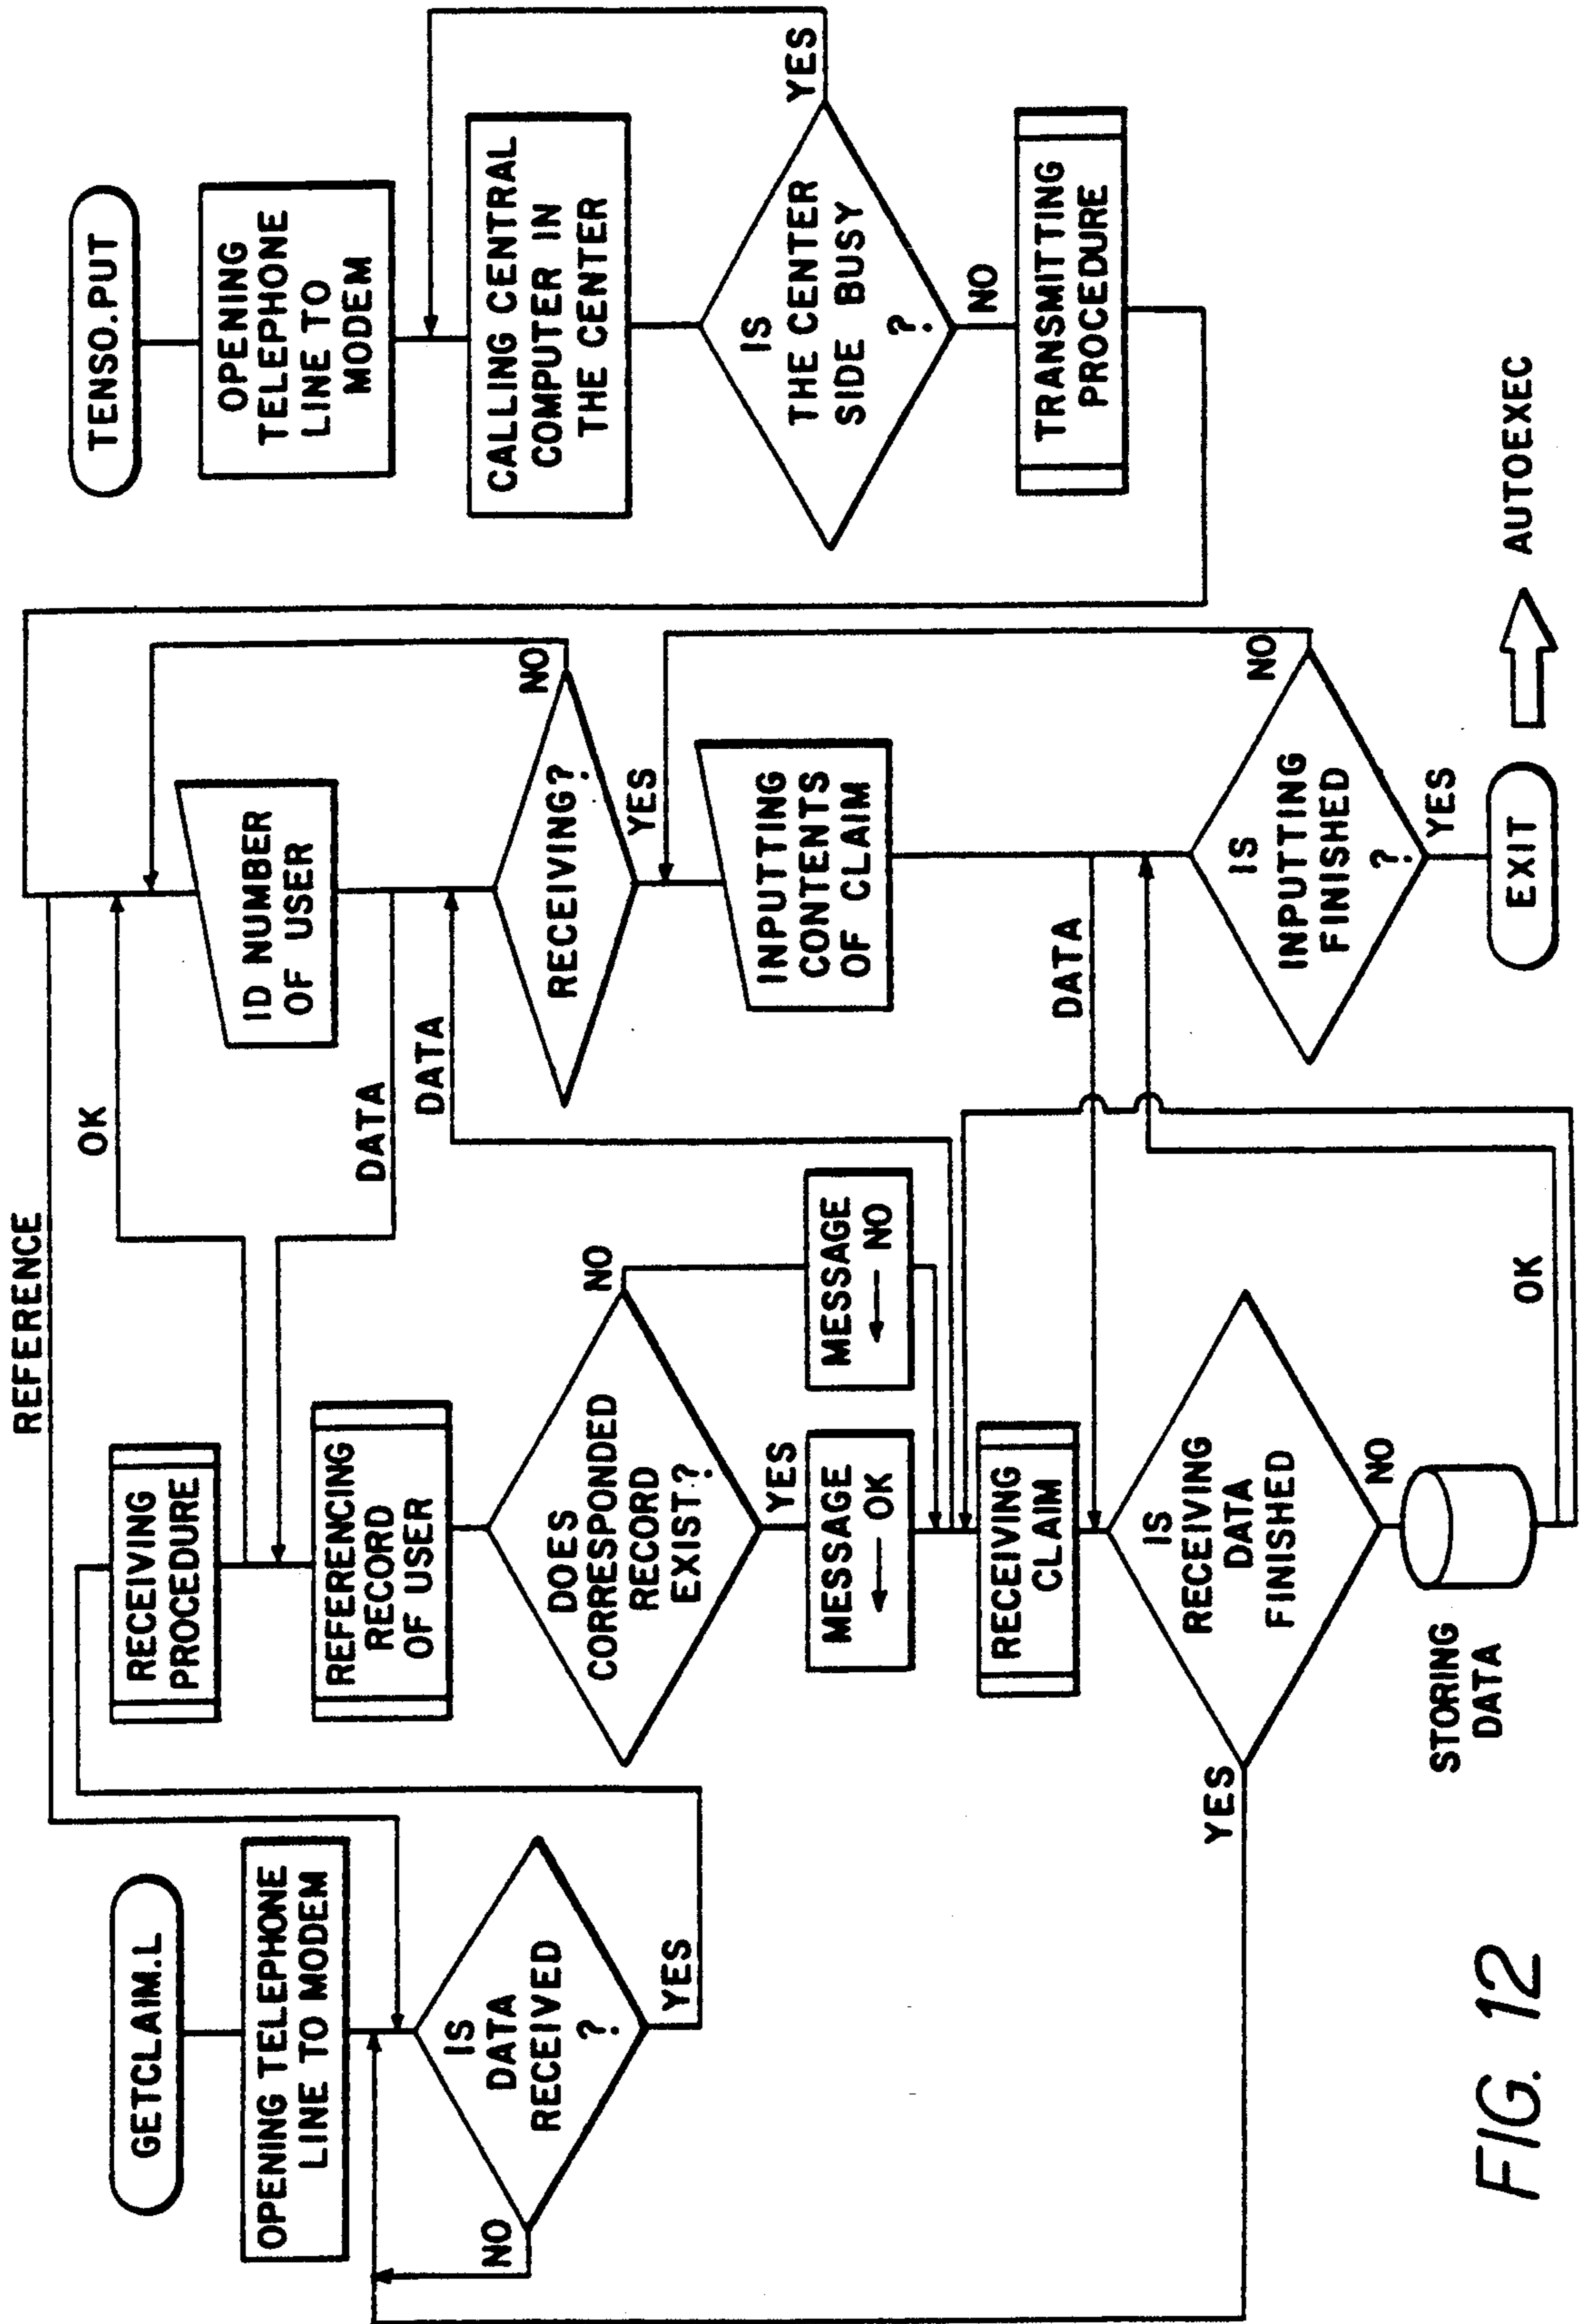 GETCLAIM.L
OPENING TELEPHONE
LINE TO MODEM
IS
DATA
RECEIVED
?
NO
YES
REFERENCE
RECEIVING
PROCEDURE
OK
REFERENCING
RECORD
OF USER
DATA
DOES
CORRESPONDED
RECORD
EXIST?
NO
YES
MESSAGE
← OK
MESSAGE
← NO
DATA
RECEIVING
CLAIM
DATA
IS
RECEIVING
DATA
FINISHED
YES
NO
STORING
DATA
OK
ID NUMBER
OF USER
RECEIVING?
NO
YES
INPUTTING
CONTENTS
OF CLAIM
IS
INPUTTING
FINISHED
?
NO
YES
EXIT
AUTOEXEC
TENSO.PUT
OPENING
TELEPHONE
LINE TO
MODEM
CALLING CENTRAL
COMPUTER IN
THE CENTER
IS
THE CENTER
SIDE BUSY
?
YES
NO
TRANSMITTING
PROCEDURE
FIG. 12